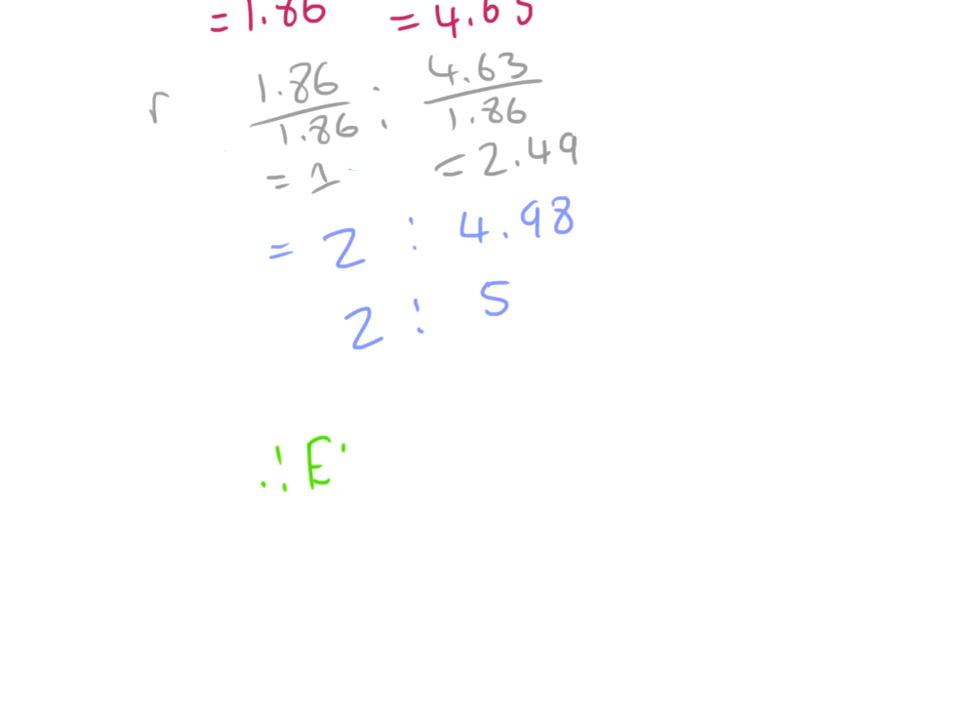 = 1.86 = 4.63
r 1.86/1.86 : 4.63/1.86
= 1 = 2.49
= 2 : 4.98
2 : 5
∴ E